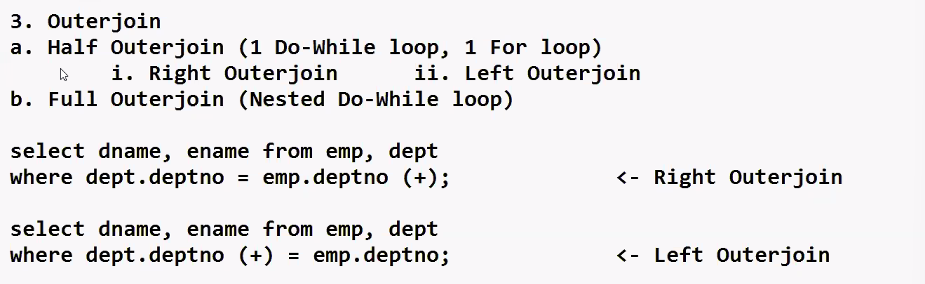 3. Outerjoin
a. Half Outerjoin (1 Do-While loop, 1 For loop)
i. Right Outerjoin ii. Left Outerjoin
b. Full Outerjoin (Nested Do-While loop)
select dname, ename from emp, dept
where dept.deptno = emp.deptno (+); <- Right Outerjoin
select dname, ename from emp, dept
where dept.deptno (+) = emp.deptno; <- Left Outerjoin